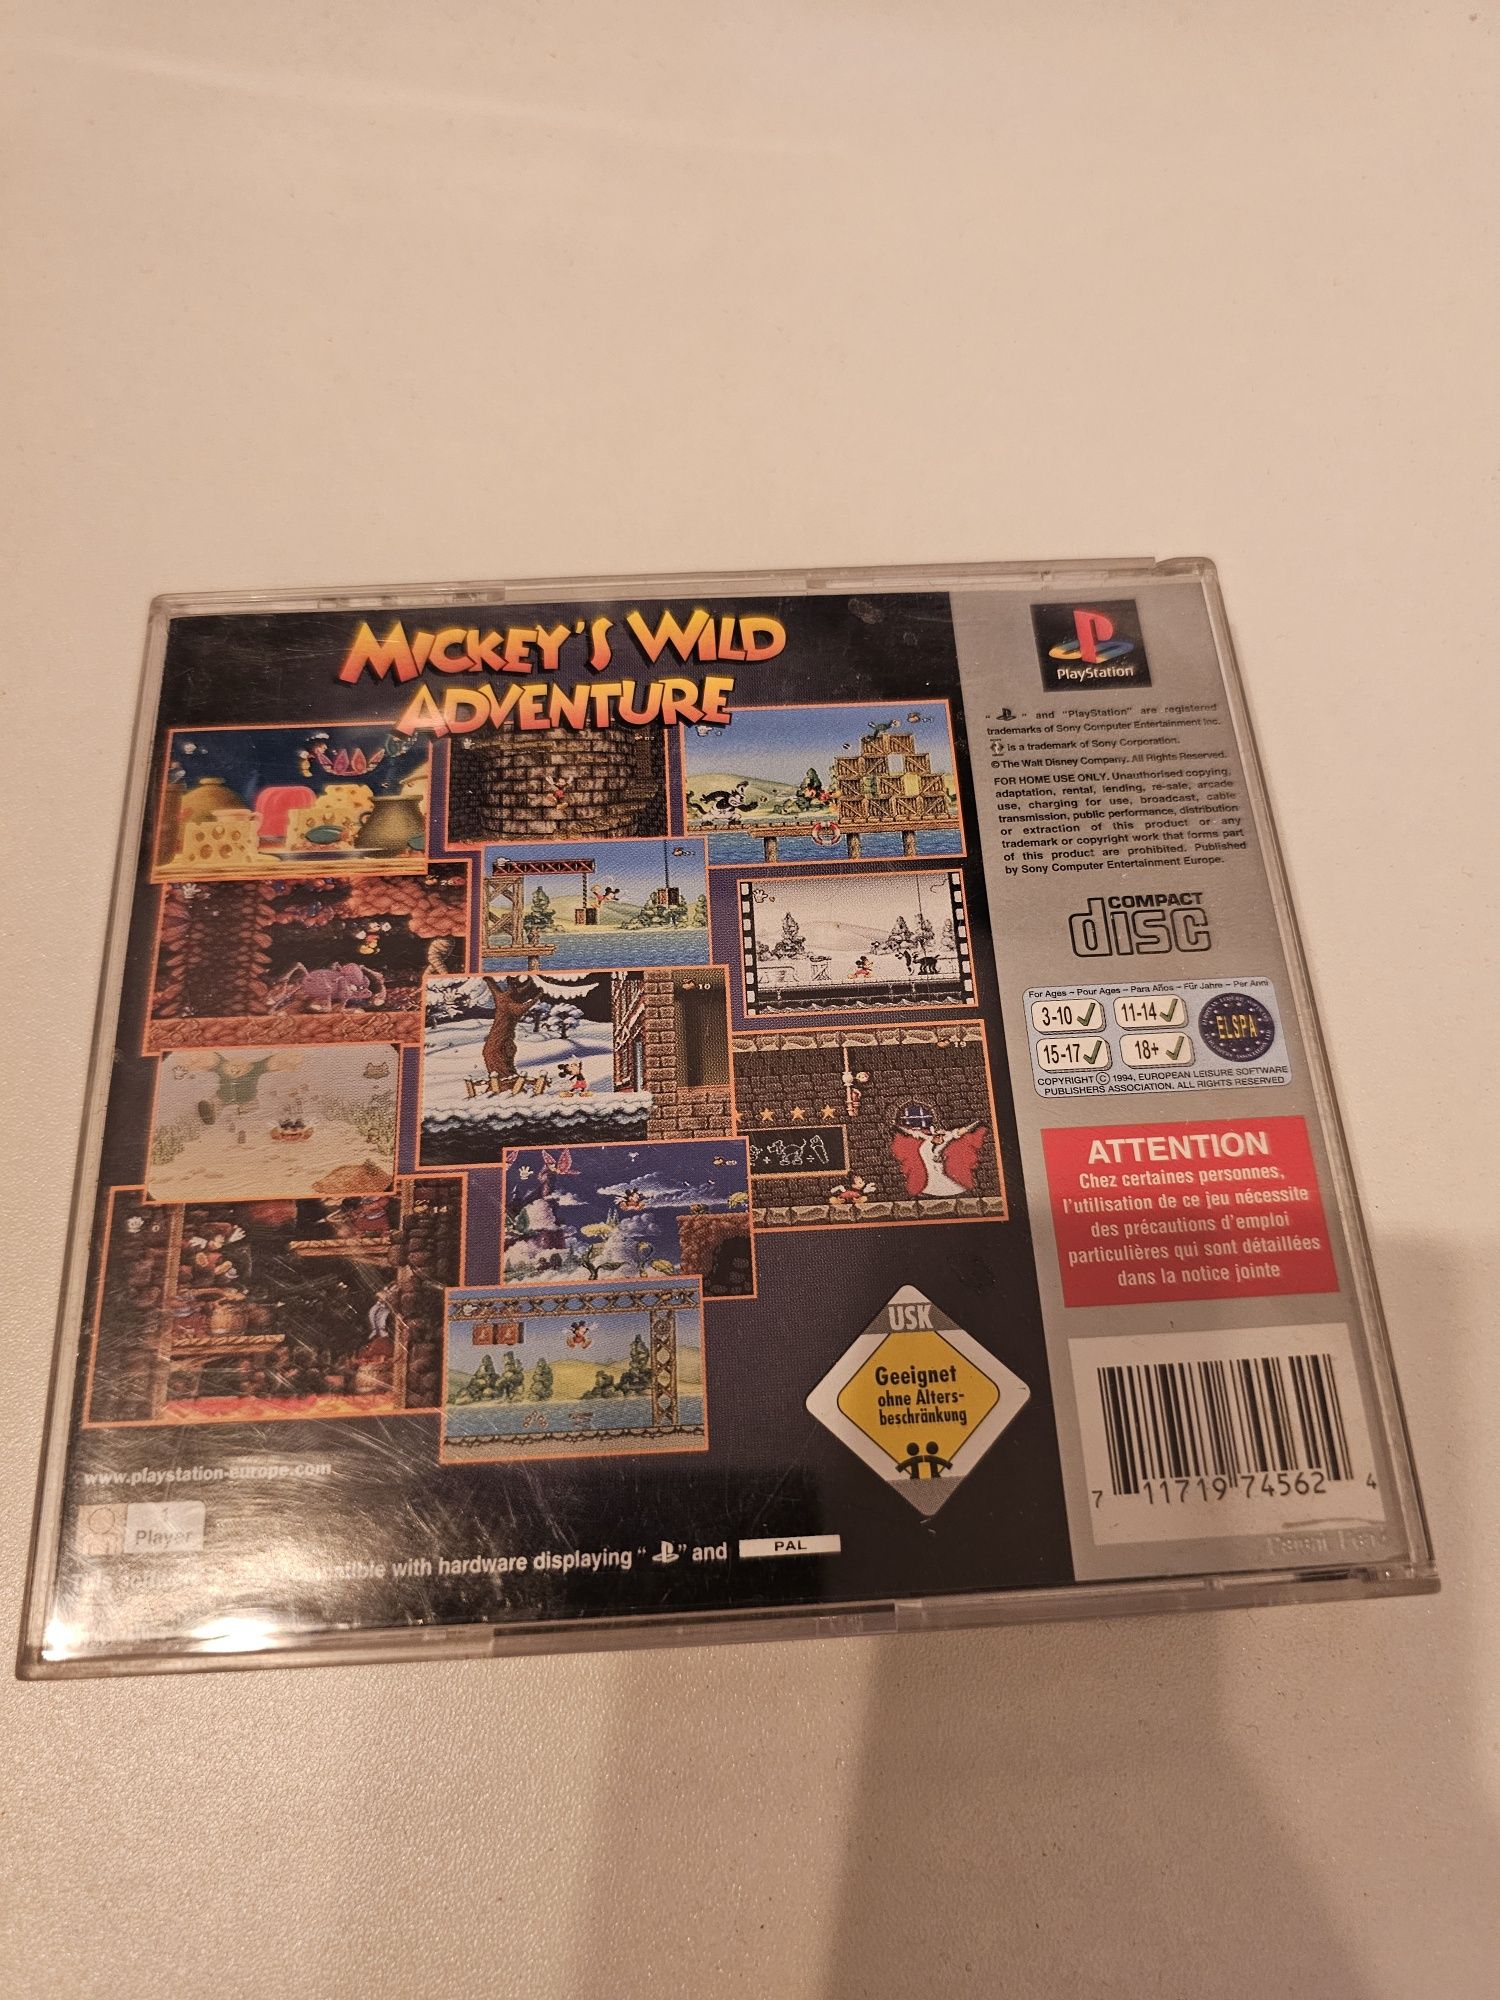 MICKEY'S WILD
ADVENTURE
www.playstation-europe.com
1
Player
with hardware displaying " " and PAL
USK
Geeignet
ohne Alters-
beschränkung
PlayStation
" " and "PlayStation" are registered
trademarks of Sony Computer Entertainment Inc.
is a trademark of Sony Corporation.
© The Walt Disney Company. All Rights Reserved.
FOR HOME USE ONLY. Unauthorised copying,
adaptation, rental, lending, re-sale, arcade
use, charging for use, broadcast, cable
transmission, public performance, distribution
or extraction of this product or any
trademark or copyright work that forms part
of this product are prohibited. Published
by Sony Computer Entertainment Europe.
COMPACT
disc
For Ages ~ Pour Ages ~ Para Años ~ Für Jahre ~ Per Anni
3-10 11-14
15-17 18+
ELSPA
COPYRIGHT © 1994, EUROPEAN LEISURE SOFTWARE
PUBLISHERS ASSOCIATION. ALL RIGHTS RESERVED
ATTENTION
Chez certaines personnes,
l'utilisation de ce jeu nécessite
des précautions d'emploi
particulières qui sont détaillées
dans la notice jointe
7 11719 74562 4